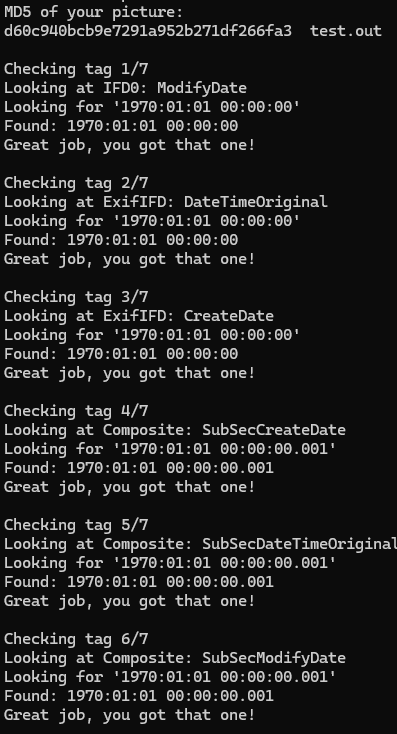 MD5 of your picture:
d60c940bcb9e7291a952b271df266fa3  test.out
Checking tag 1/7
Looking at IFD0: ModifyDate
Looking for '1970:01:01 00:00:00'
Found: 1970:01:01 00:00:00
Great job, you got that one!
Checking tag 2/7
Looking at ExifIFD: DateTimeOriginal
Looking for '1970:01:01 00:00:00'
Found: 1970:01:01 00:00:00
Great job, you got that one!
Checking tag 3/7
Looking at ExifIFD: CreateDate
Looking for '1970:01:01 00:00:00'
Found: 1970:01:01 00:00:00
Great job, you got that one!
Checking tag 4/7
Looking at Composite: SubSecCreateDate
Looking for '1970:01:01 00:00:00.001'
Found: 1970:01:01 00:00:00.001
Great job, you got that one!
Checking tag 5/7
Looking at Composite: SubSecDateTimeOriginal
Looking for '1970:01:01 00:00:00.001'
Found: 1970:01:01 00:00:00.001
Great job, you got that one!
Checking tag 6/7
Looking at Composite: SubSecModifyDate
Looking for '1970:01:01 00:00:00.001'
Found: 1970:01:01 00:00:00.001
Great job, you got that one!